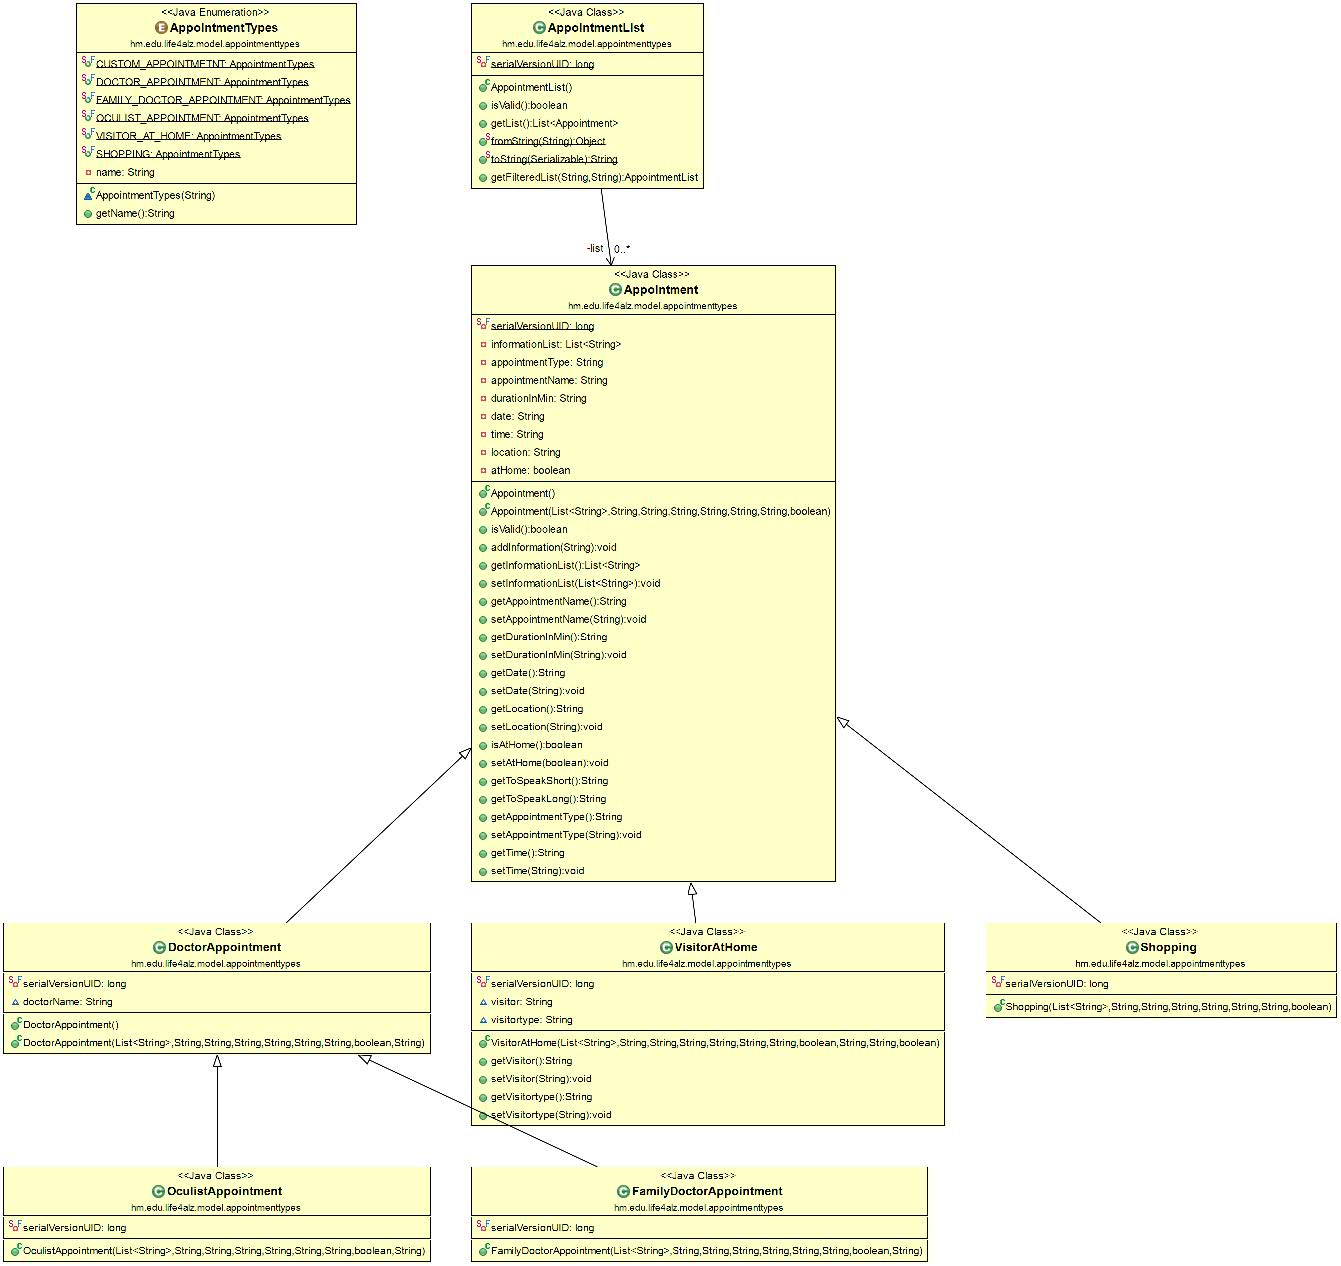 <<Java Enumeration>>
AppointmentTypes
hm.edu.life4alz.model.appointmenttypes
CUSTOM_APPOINTMETNT: AppointmentTypes
DOCTOR_APPOINTMENT: AppointmentTypes
FAMILY_DOCTOR_APPOINTMENT: AppointmentTypes
OCULIST_APPOINTMENT: AppointmentTypes
VISITOR_AT_HOME: AppointmentTypes
SHOPPING: AppointmentTypes
name: String
AppointmentTypes(String)
getName():String
<<Java Class>>
AppointmentList
hm.edu.life4alz.model.appointmenttypes
serialVersionUID: long
AppointmentList()
isValid():boolean
getList():List<Appointment>
fromString(String):Object
toString(Serializable):String
getFilteredList(String,String):AppointmentList
-list 0..*
<<Java Class>>
Appointment
hm.edu.life4alz.model.appointmenttypes
serialVersionUID: long
informationList: List<String>
appointmentType: String
appointmentName: String
durationInMin: String
date: String
time: String
location: String
atHome: boolean
Appointment()
Appointment(List<String>,String,String,String,String,String,String,boolean)
isValid():boolean
addInformation(String):void
getInformationList():List<String>
setInformationList(List<String>):void
getAppointmentName():String
setAppointmentName(String):void
getDurationInMin():String
setDurationInMin(String):void
getDate():String
setDate(String):void
getLocation():String
setLocation(String):void
isAtHome():boolean
setAtHome(boolean):void
getToSpeakShort():String
getToSpeakLong():String
getAppointmentType():String
setAppointmentType(String):void
getTime():String
setTime(String):void
<<Java Class>>
DoctorAppointment
hm.edu.life4alz.model.appointmenttypes
serialVersionUID: long
doctorName: String
DoctorAppointment()
DoctorAppointment(List<String>,String,String,String,String,String,String,boolean,String)
<<Java Class>>
VisitorAtHome
hm.edu.life4alz.model.appointmenttypes
serialVersionUID: long
visitor: String
visitortype: String
VisitorAtHome(List<String>,String,String,String,String,String,String,boolean,String,String,boolean)
getVisitor():String
setVisitor(String):void
getVisitortype():String
setVisitortype(String):void
<<Java Class>>
Shopping
hm.edu.life4alz.model.appointmenttypes
serialVersionUID: long
Shopping(List<String>,String,String,String,String,String,String,boolean)
<<Java Class>>
OculistAppointment
hm.edu.life4alz.model.appointmenttypes
serialVersionUID: long
OculistAppointment(List<String>,String,String,String,String,String,String,boolean,String)
<<Java Class>>
FamilyDoctorAppointment
hm.edu.life4alz.model.appointmenttypes
serialVersionUID: long
FamilyDoctorAppointment(List<String>,String,String,String,String,String,String,boolean,String)